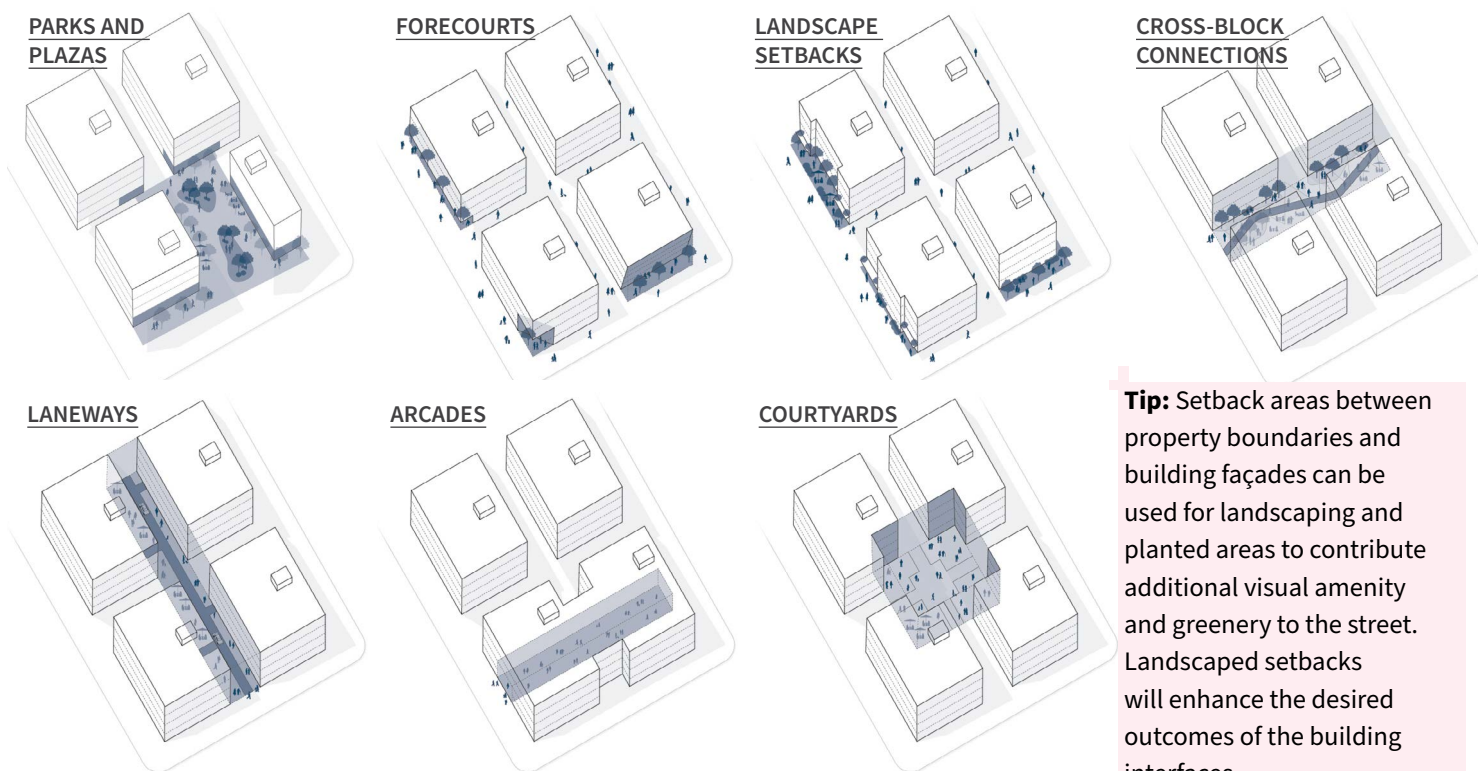 PARKS AND
PLAZAS
FORECOURTS
LANDSCAPE
SETBACKS
CROSS-BLOCK
CONNECTIONS
LANEWAYS
ARCADES
COURTYARDS
Tip: Setback areas between
property boundaries and
building façades can be
used for landscaping and
planted areas to contribute
additional visual amenity
and greenery to the street.
Landscaped setbacks
will enhance the desired
outcomes of the building